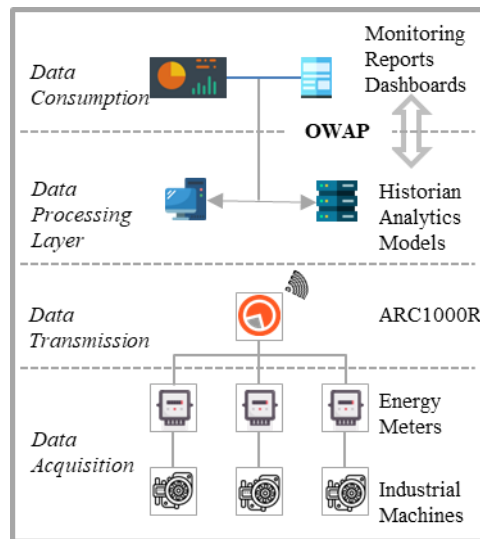 Data
Consumption
Monitoring
Reports
Dashboards
OWAP
Data
Processing
Layer
Historian
Analytics
Models
Data
Transmission
ARC1000R
Data
Acquisition
Energy
Meters
Industrial
Machines